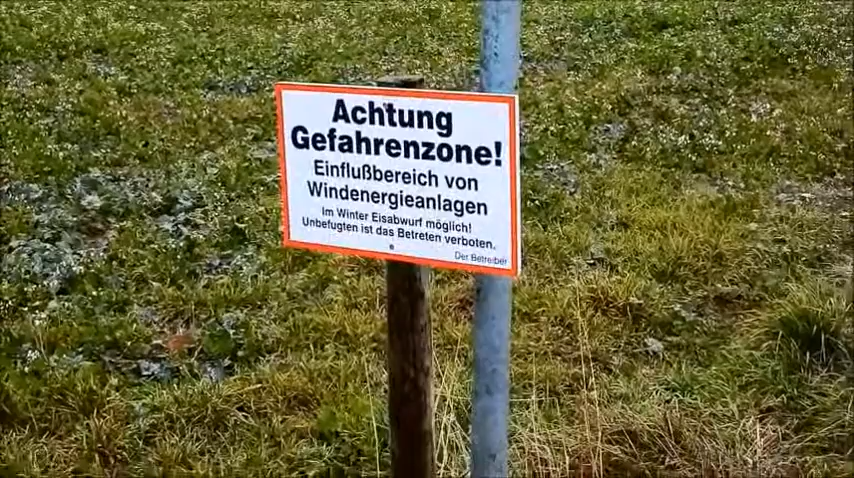 Achtung
Gefahrenzone!
Einflußbereich von
Windenergieanlagen
Im Winter Eisabwurf möglich!
Unbefugten ist das Betreten verboten.
Der Betreiber